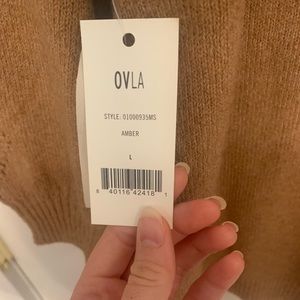 OVLA
STYLE: 01000935MS
AMBER
L
8 40116 42418 1